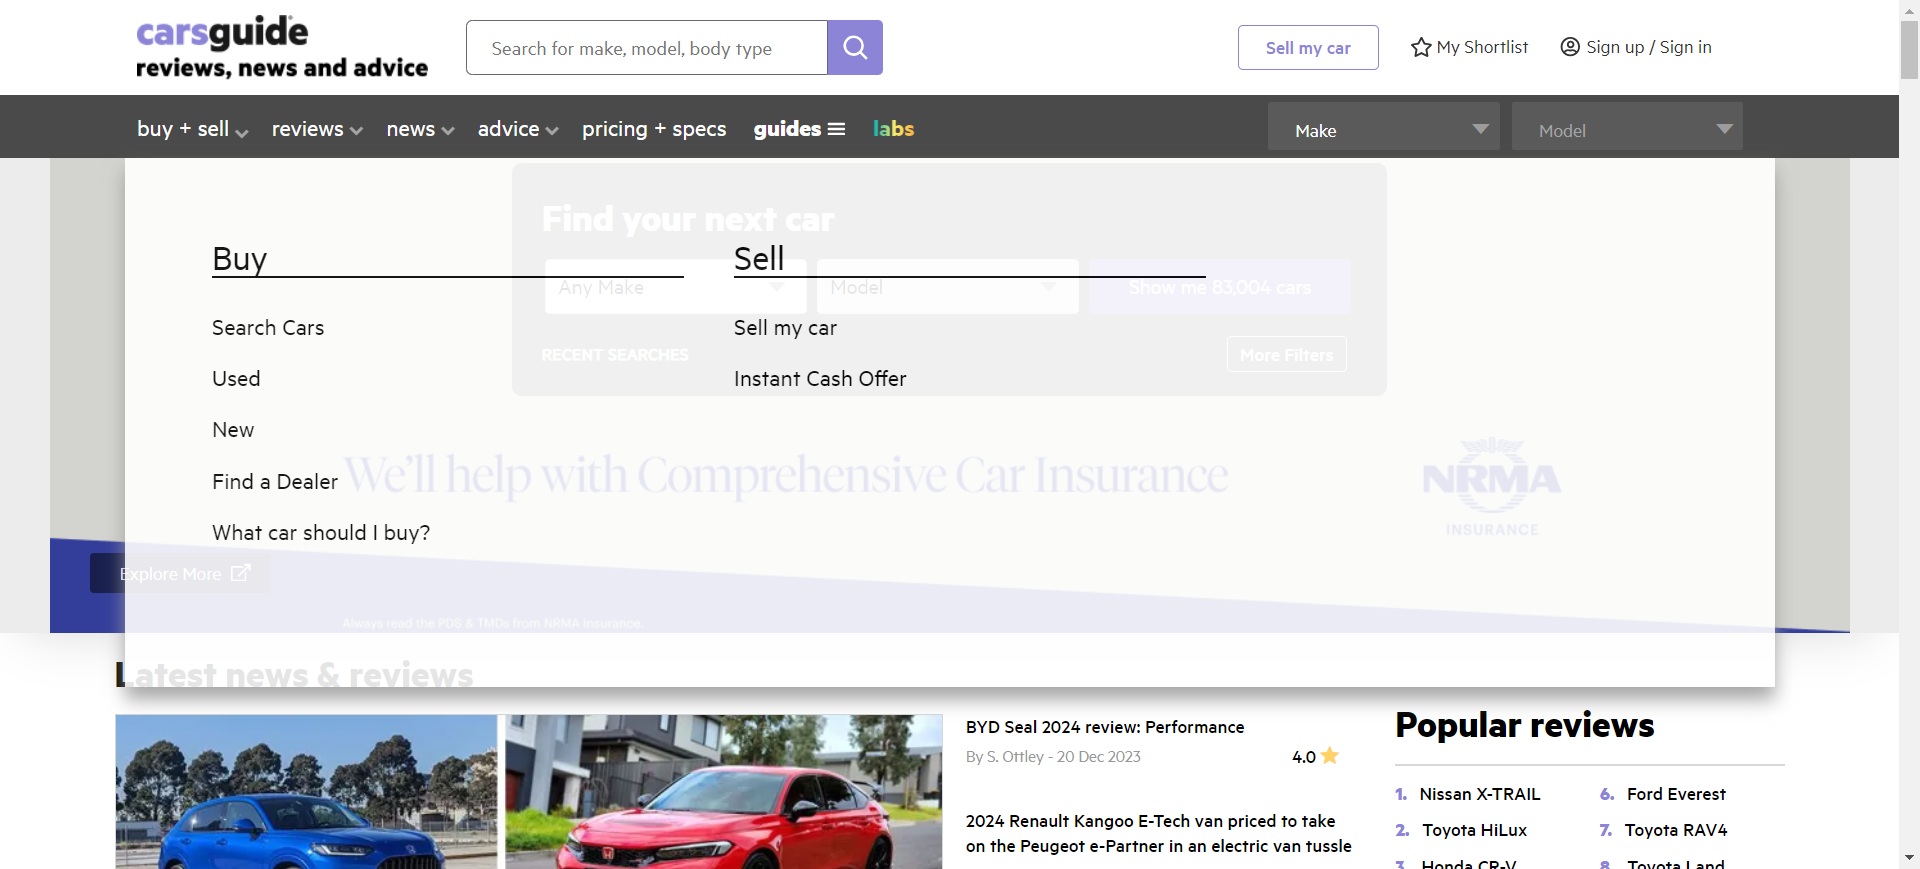 carsguide
reviews, news and advice
Search for make, model, body type
Sell my car
My Shortlist
Sign up / Sign in
buy + sell
reviews
news
advice
pricing + specs
guides
labs
Make
Model
Find your next car
Buy
Sell
Any Make
Model
Show me 83,004 cars
Search Cars
Sell my car
RECENT SEARCHES
More Filters
Used
Instant Cash Offer
New
Find a Dealer
We'll help with Comprehensive Car Insurance
NRMA
INSURANCE
What car should I buy?
Explore More
Always read the PDS & TMDs from NRMA Insurance.
Latest news & reviews
BYD Seal 2024 review: Performance
By S. Ottley - 20 Dec 2023
4.0
2024 Renault Kangoo E-Tech van priced to take
on the Peugeot e-Partner in an electric van tussle
Popular reviews
1. Nissan X-TRAIL
2. Toyota HiLux
3. Honda CR-V
6. Ford Everest
7. Toyota RAV4
8. Toyota Land